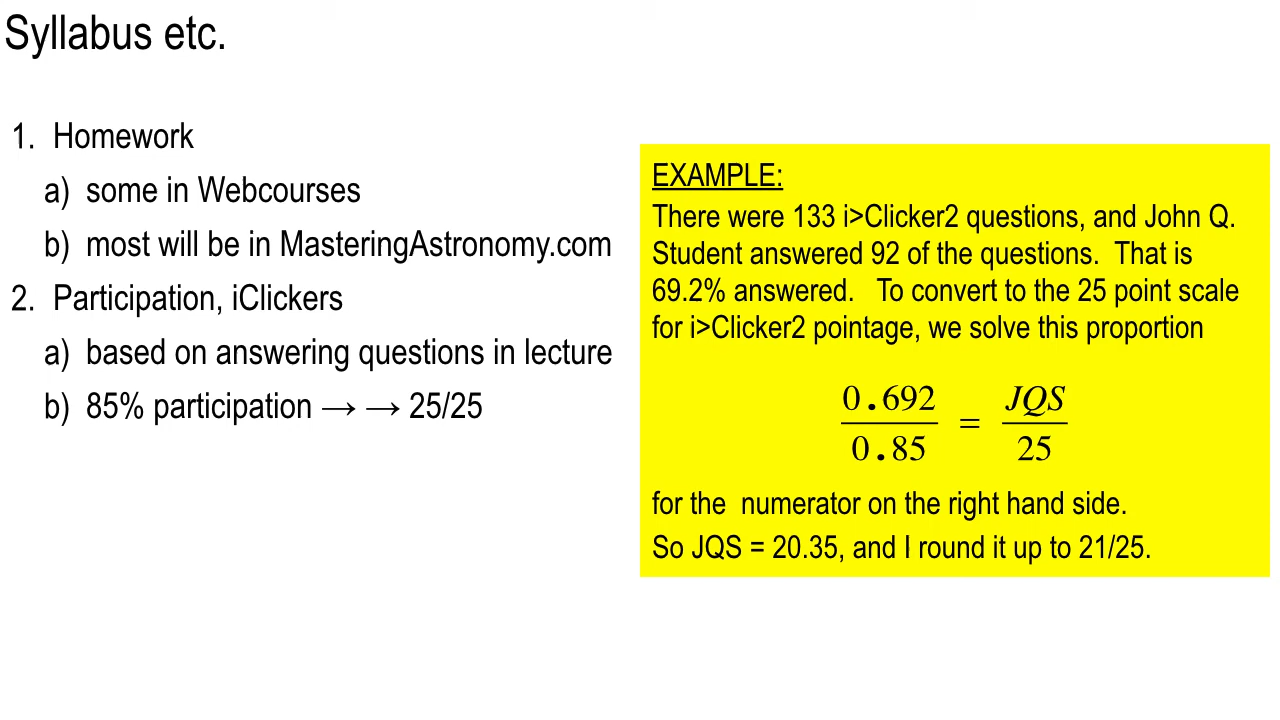 Syllabus etc.
1. Homework
a) some in Webcourses
b) most will be in MasteringAstronomy.com
2. Participation, iClickers
a) based on answering questions in lecture
b) 85% participation → → 25/25
EXAMPLE:
There were 133 i>Clicker2 questions, and John Q.
Student answered 92 of the questions. That is
69.2% answered. To convert to the 25 point scale
for i>Clicker2 pointage, we solve this proportion
0.692 / 0.85 = JQS / 25
for the numerator on the right hand side.
So JQS = 20.35, and I round it up to 21/25.